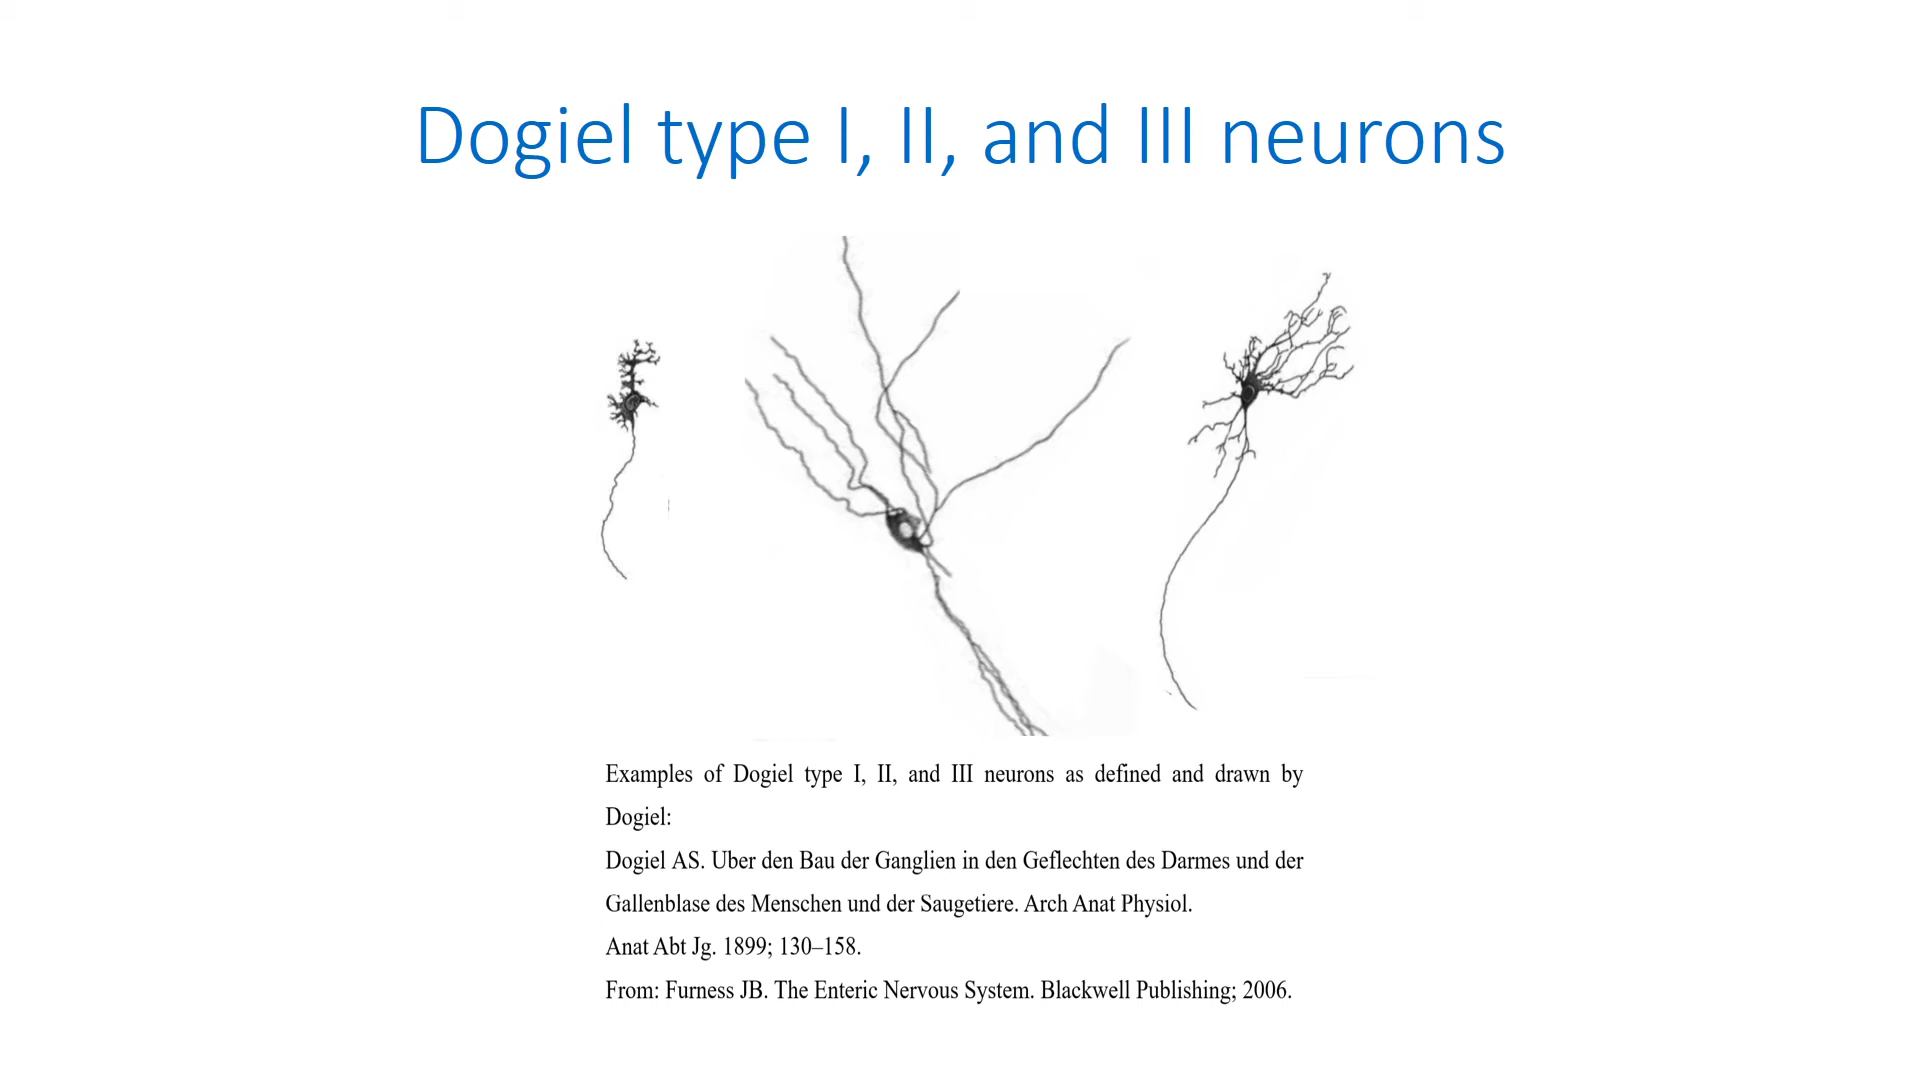 Dogiel type I, II, and III neurons
Examples of Dogiel type I, II, and III neurons as defined and drawn by
Dogiel:
Dogiel AS. Uber den Bau der Ganglien in den Geflechten des Darmes und der
Gallenblase des Menschen und der Saugetiere. Arch Anat Physiol.
Anat Abt Jg. 1899; 130–158.
From: Furness JB. The Enteric Nervous System. Blackwell Publishing; 2006.